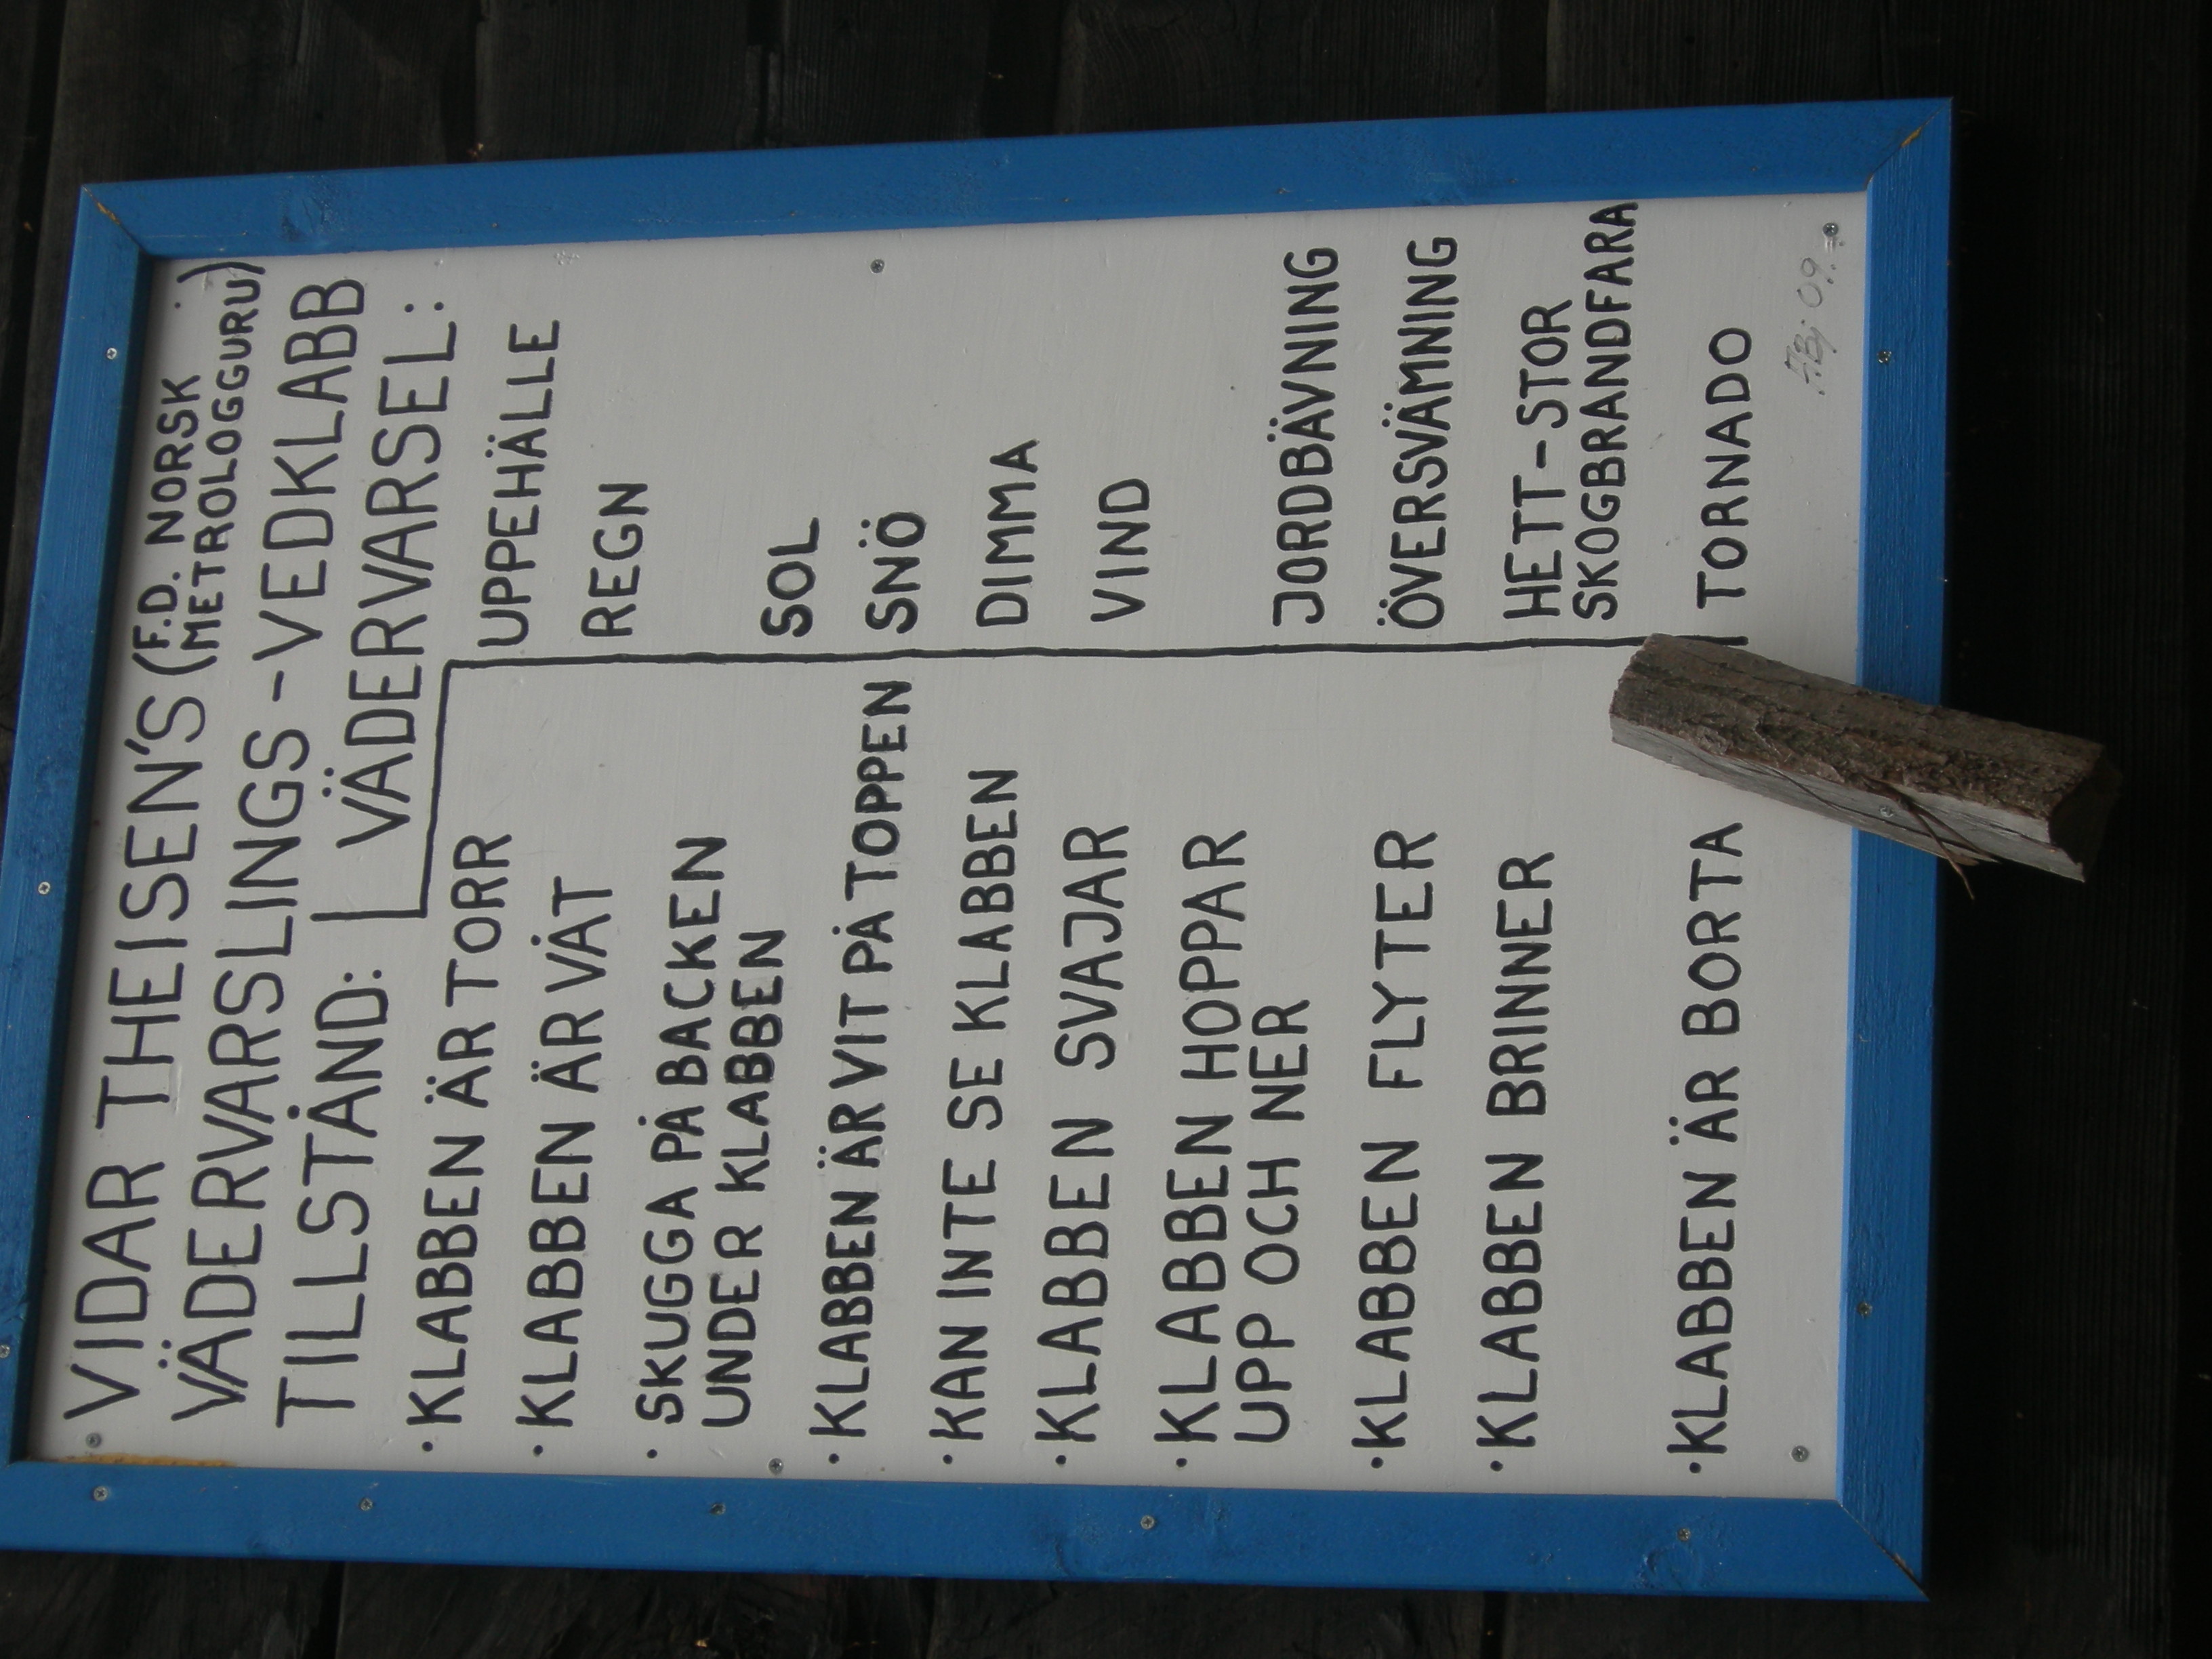 VIDAR THEISEN'S (F.D. NORSK
METROLOGGURU)
VÄDERVARSLINGS-VEDKLABB
TILLSTÅND: VÄDERVARSEL:
• KLABBEN ÄR TORR UPPEHÄLLE
• KLABBEN ÄR VÅT REGN
• SKUGGA PÅ BACKEN
UNDER KLABBEN SOL
• KLABBEN ÄR VIT PÅ TOPPEN SNÖ
• KAN INTE SE KLABBEN DIMMA
• KLABBEN SVAJAR VIND
• KLABBEN HOPPAR
UPP OCH NER JORDBÄVNING
• KLABBEN FLYTER ÖVERSVÄMNING
• KLABBEN BRINNER HETT-STOR
SKOGBRANDFARA
• KLABBEN ÄR BORTA TORNADO
09.